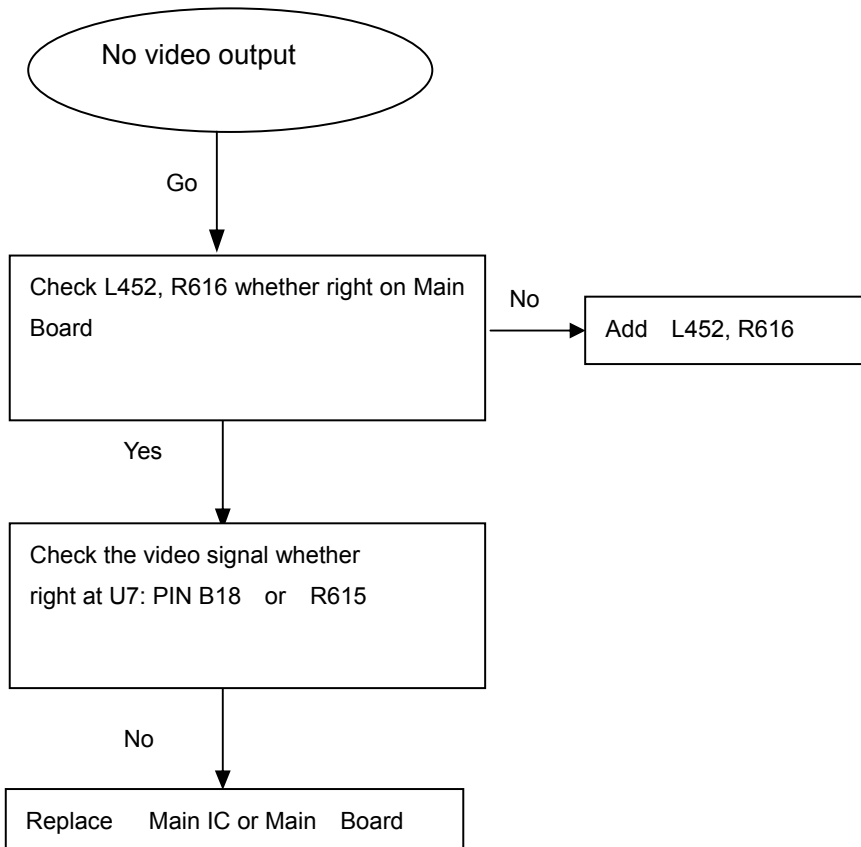 No video output
Go
Check L452, R616 whether right on Main
Board
No
Add L452, R616
Yes
Check the video signal whether
right at U7: PIN B18 or R615
No
Replace Main IC or Main Board